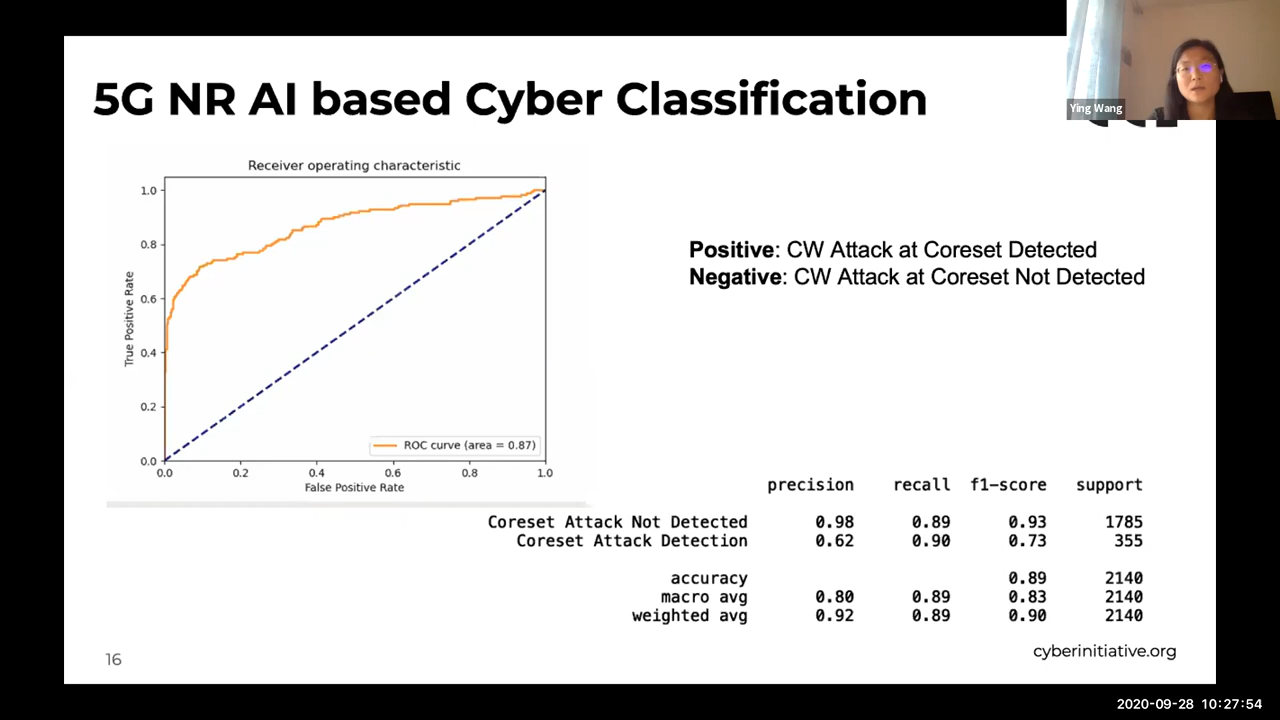 5G NR AI based Cyber Classification
Ying Wang
Receiver operating characteristic
1.0
0.8
0.6
0.4
0.2
0.0
True Positive Rate
ROC curve (area = 0.87)
0.0 0.2 0.4 0.6 0.8 1.0
False Positive Rate
Positive: CW Attack at Coreset Detected
Negative: CW Attack at Coreset Not Detected
precision recall f1-score support
Coreset Attack Not Detected 0.98 0.89 0.93 1785
Coreset Attack Detection 0.62 0.90 0.73 355
accuracy 0.89 2140
macro avg 0.80 0.89 0.83 2140
weighted avg 0.92 0.89 0.90 2140
16
cyberinitiative.org
2020-09-28 10:27:54